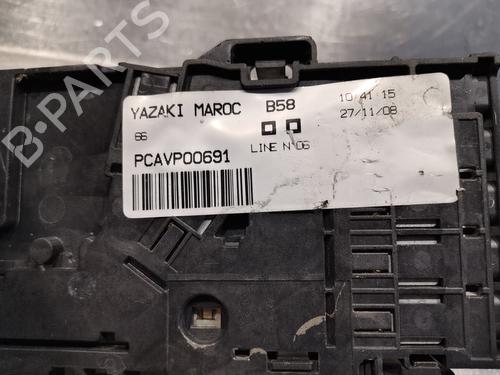 B-PARTS
YAZAKI MAROC B58 10 41 15
66 27/11/08
PCAVP00691 LINE N 06